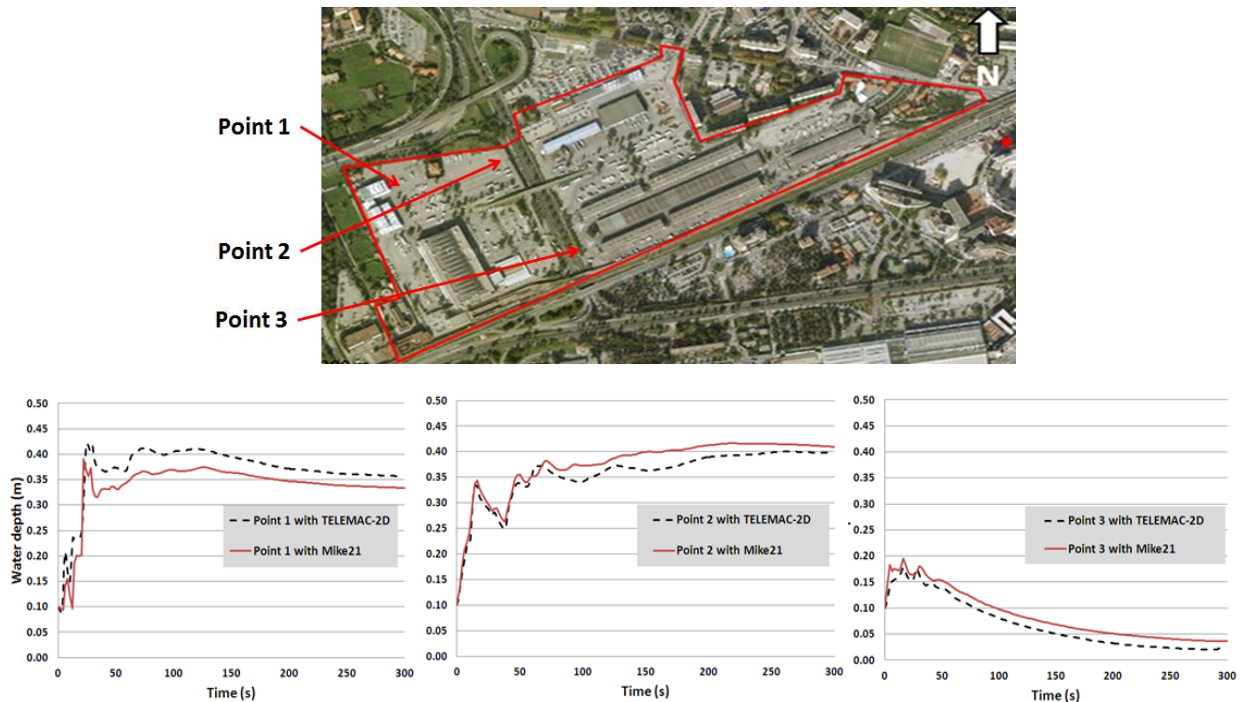 N
Point 1
Point 2
Point 3
Water depth (m)
0.50
0.45
0.40
0.35
0.30
0.25
0.20
0.15
0.10
0.05
0.00
0 50 100 150 200 250 300
Time (s)
Point 1 with TELEMAC-2D
Point 1 with Mike21
0.50
0.45
0.40
0.35
0.30
0.25
0.20
0.15
0.10
0.05
0.00
0 50 100 150 200 250 300
Time (s)
Point 2 with TELEMAC-2D
Point 2 with Mike21
0.50
0.45
0.40
0.35
0.30
0.25
0.20
0.15
0.10
0.05
0.00
0 50 100 150 200 250 300
Time (s)
Point 3 with TELEMAC-2D
Point 3 with Mike21